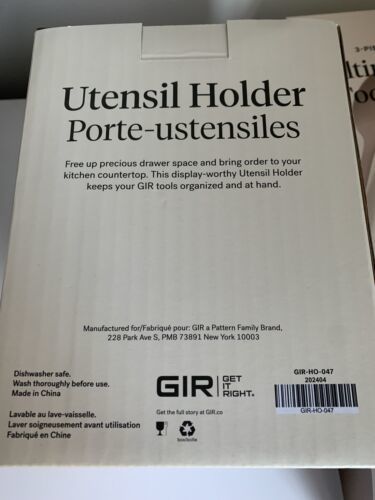 Utensil Holder
Porte-ustensiles
Free up precious drawer space and bring order to your
kitchen countertop. This display-worthy Utensil Holder
keeps your GIR tools organized and at hand.
Manufactured for/Fabriqué pour: GIR a Pattern Family Brand,
228 Park Ave S, PMB 73891 New York 10003
Dishwasher safe.
Wash thoroughly before use.
Made in China
Lavable au lave-vaisselle.
Laver soigneusement avant utilisation
Fabriqué en Chine
GIR
GET
IT
RIGHT.
Get the full story at GIR.co
box/boîte
GIR-HO-047
202404
GIR-HO-047